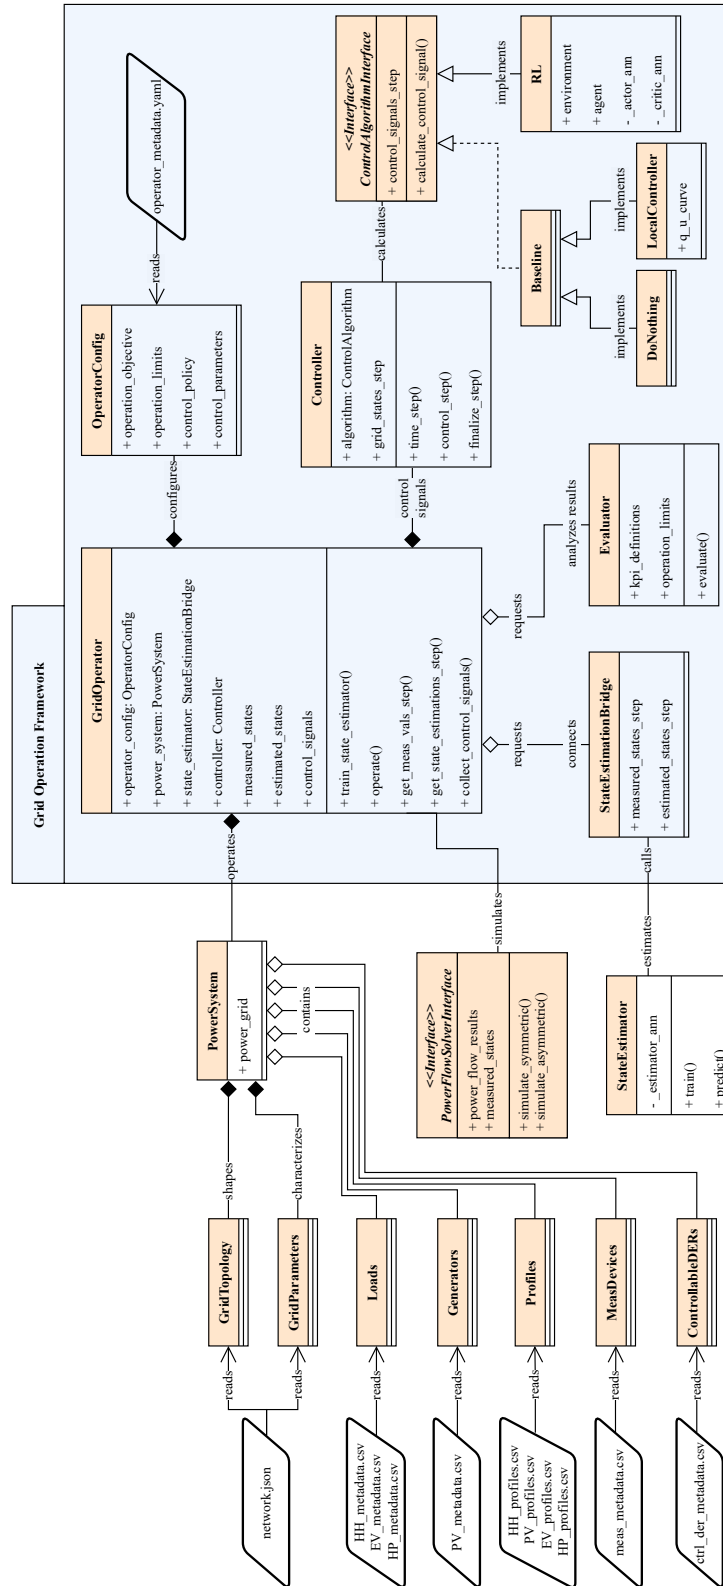 Grid Operation Framework
network.json
reads
reads
GridTopology
GridParameters
shapes
characterizes
HH_metadata.csv
EV_metadata.csv
HP_metadata.csv
reads
Loads
PV_metadata.csv
reads
Generators
HH_profiles.csv
PV_profiles.csv
EV_profiles.csv
HP_profiles.csv
reads
Profiles
meas_metadata.csv
reads
MeasDevices
ctrl_der_metadata.csv
reads
ControllableDERs
contains
PowerSystem
+ power_grid
operates
<<Interface>>
PowerFlowSolverInterface
+ power_flow_results
+ measured_states
+ simulate_symmetric()
+ simulate_asymmetric()
simulates
StateEstimator
- _estimator_ann
+ train()
+ predict()
estimates
calls
GridOperator
+ operator_config: OperatorConfig
+ power_system: PowerSystem
+ state_estimator: StateEstimationBridge
+ controller: Controller
+ measured_states
+ estimated_states
+ control_signals
+ train_state_estimator()
+ operate()
+ get_meas_vals_step()
+ get_state_estimations_step()
+ collect_control_signals()
requests
connects
StateEstimationBridge
+ measured_states_step
+ estimated_states_step
requests
analyzes results
Evaluator
+ kpi_definitions
+ operation_limits
+ evaluate()
configures
OperatorConfig
+ operation_objective
+ operation_limits
+ control_policy
+ control_parameters
reads
operator_metadata.yaml
control
signals
Controller
+ algorithm: ControlAlgorithm
+ grid_states_step
+ time_step()
+ control_step()
+ finalize_step()
calculates
<<Interface>>
ControlAlgorithmInterface
+ control_signals_step
+ calculate_control_signal()
implements
RL
+ environment
+ agent
- _actor_ann
- _critic_ann
Baseline
implements
DoNothing
implements
LocalController
+ q_u_curve